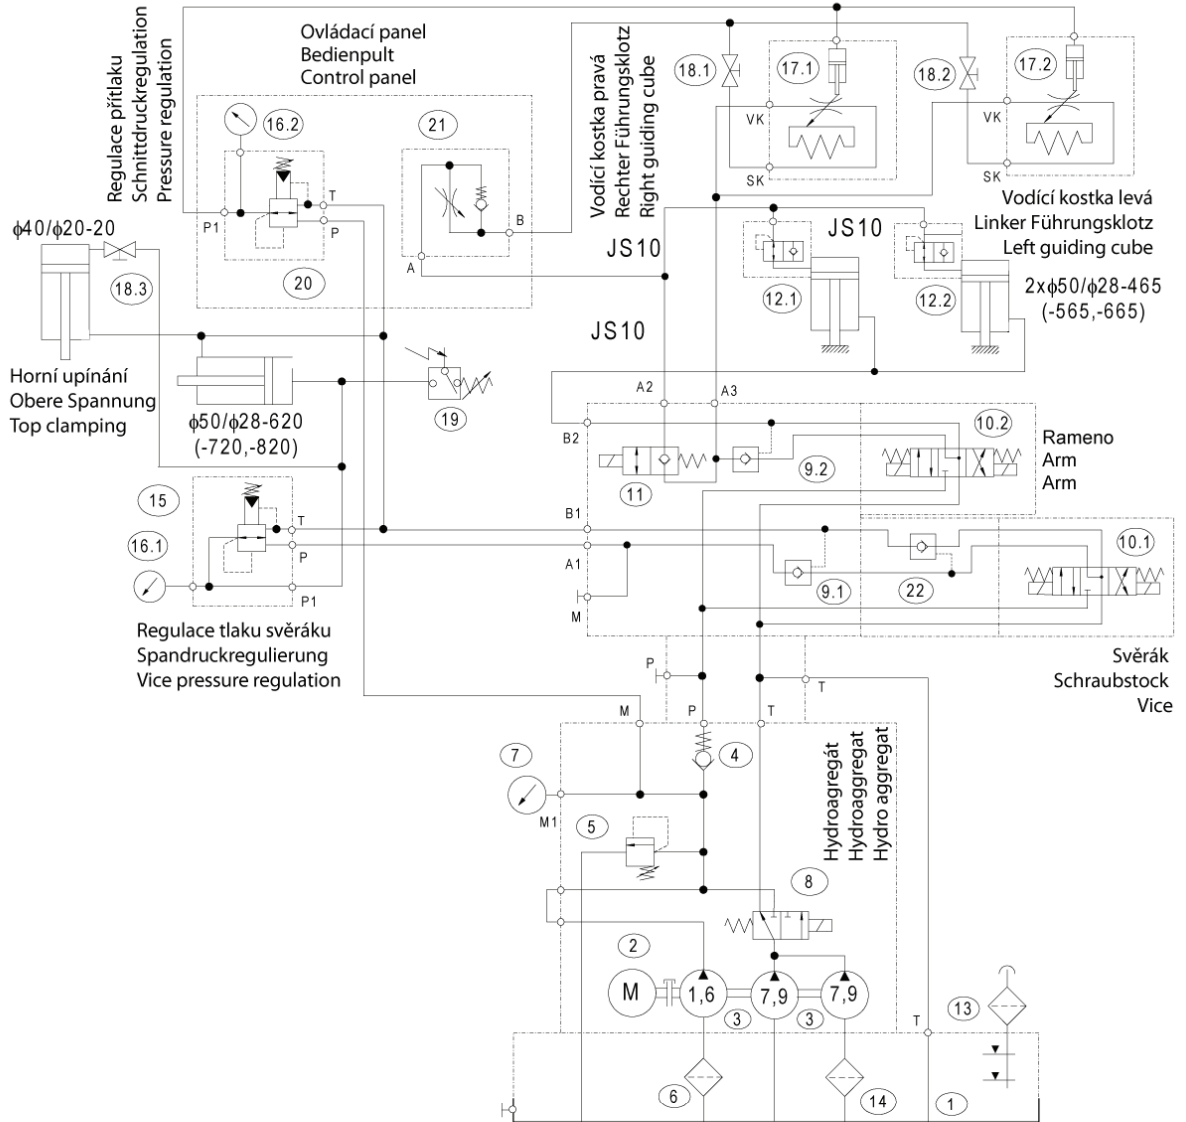 Regulace přítlaku
Schnittdruckregulation
Pressure regulation
Ovládací panel
Bedienpult
Control panel
16.2
21
T
P
P1
B
A
20
Vodící kostka pravá
Rechter Führungsklotz
Right guiding cube
18.1
17.1
VK
SK
18.2
17.2
VK
SK
Vodící kostka levá
Linker Führungsklotz
Left guiding cube
ϕ40/ϕ20-20
18.3
JS10
JS10
12.1
12.2
2xϕ50/ϕ28-465
(-565,-665)
JS10
Horní upínání
Obere Spannung
Top clamping
ϕ50/ϕ28-620
(-720,-820)
19
A2
A3
B2
11
9.2
10.2
Rameno
Arm
Arm
15
16.1
T
P
P1
B1
A1
M
9.1
22
10.1
Regulace tlaku svěráku
Spandruckregulierung
Vice pressure regulation
Svěrák
Schraubstock
Vice
P
T
M
P
T
7
M1
4
5
8
Hydroagregát
Hydroaggregat
Hydro aggregat
2
M
1,6
7,9
7,9
3
3
T
13
6
14
1